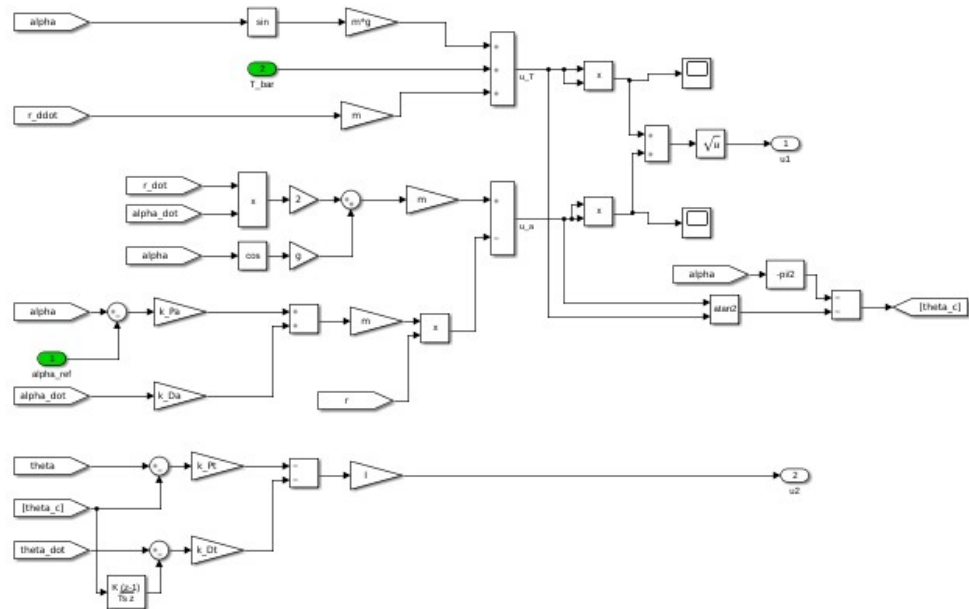 alpha
sin
m*g
2
T_bar
u_T
x
r_ddot
m
√u
1
u1
r_dot
alpha_dot
x
2
m
u_a
x
alpha
cos
g
alpha
-pi/2
[theta_c]
atan2
alpha
k_Pa
m
x
1
alpha_ref
alpha_dot
k_Da
r
theta
k_Pt
I
2
u2
[theta_c]
theta_dot
k_Dt
K (z-1)
Ts z